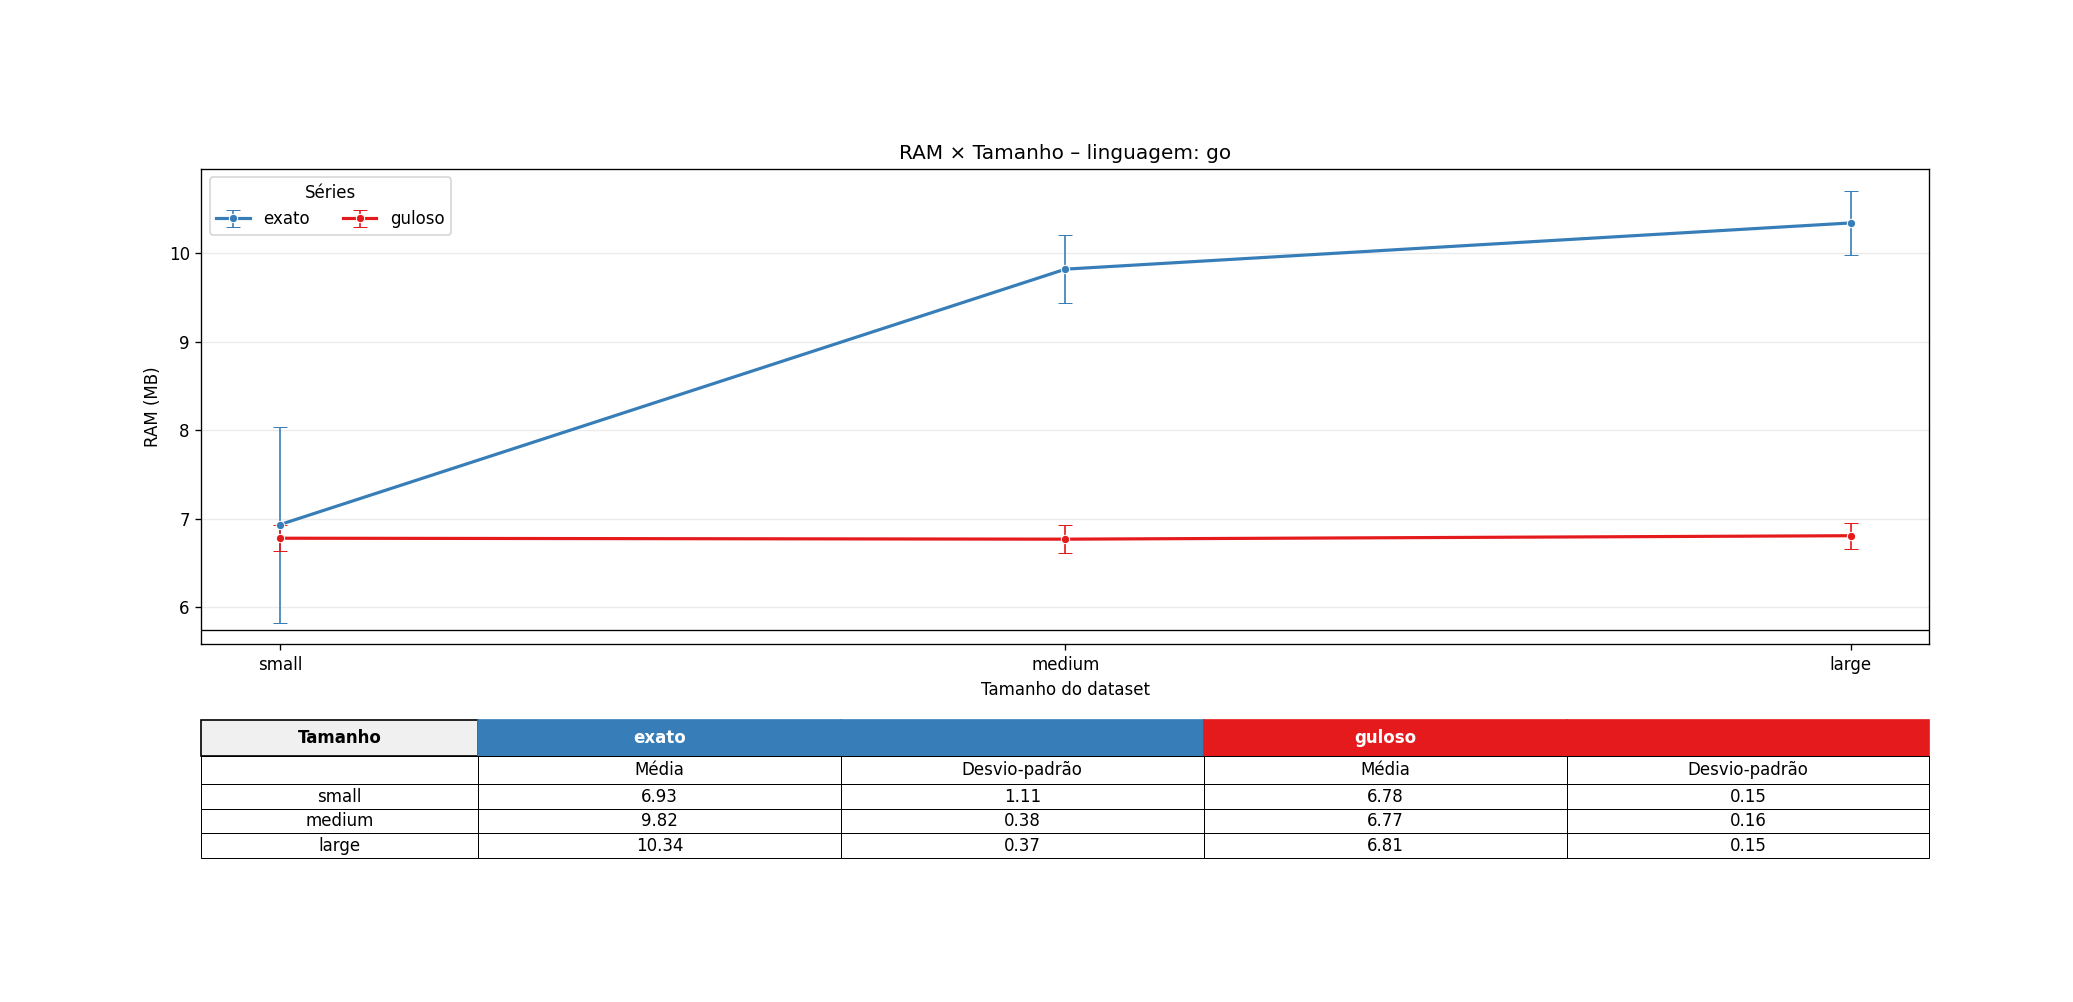 RAM × Tamanho – linguagem: go
Séries
exato guloso
10
9
8
7
6
RAM (MB)
small medium large
Tamanho do dataset
Tamanho exato guloso
Média Desvio-padrão Média Desvio-padrão
small 6.93 1.11 6.78 0.15
medium 9.82 0.38 6.77 0.16
large 10.34 0.37 6.81 0.15